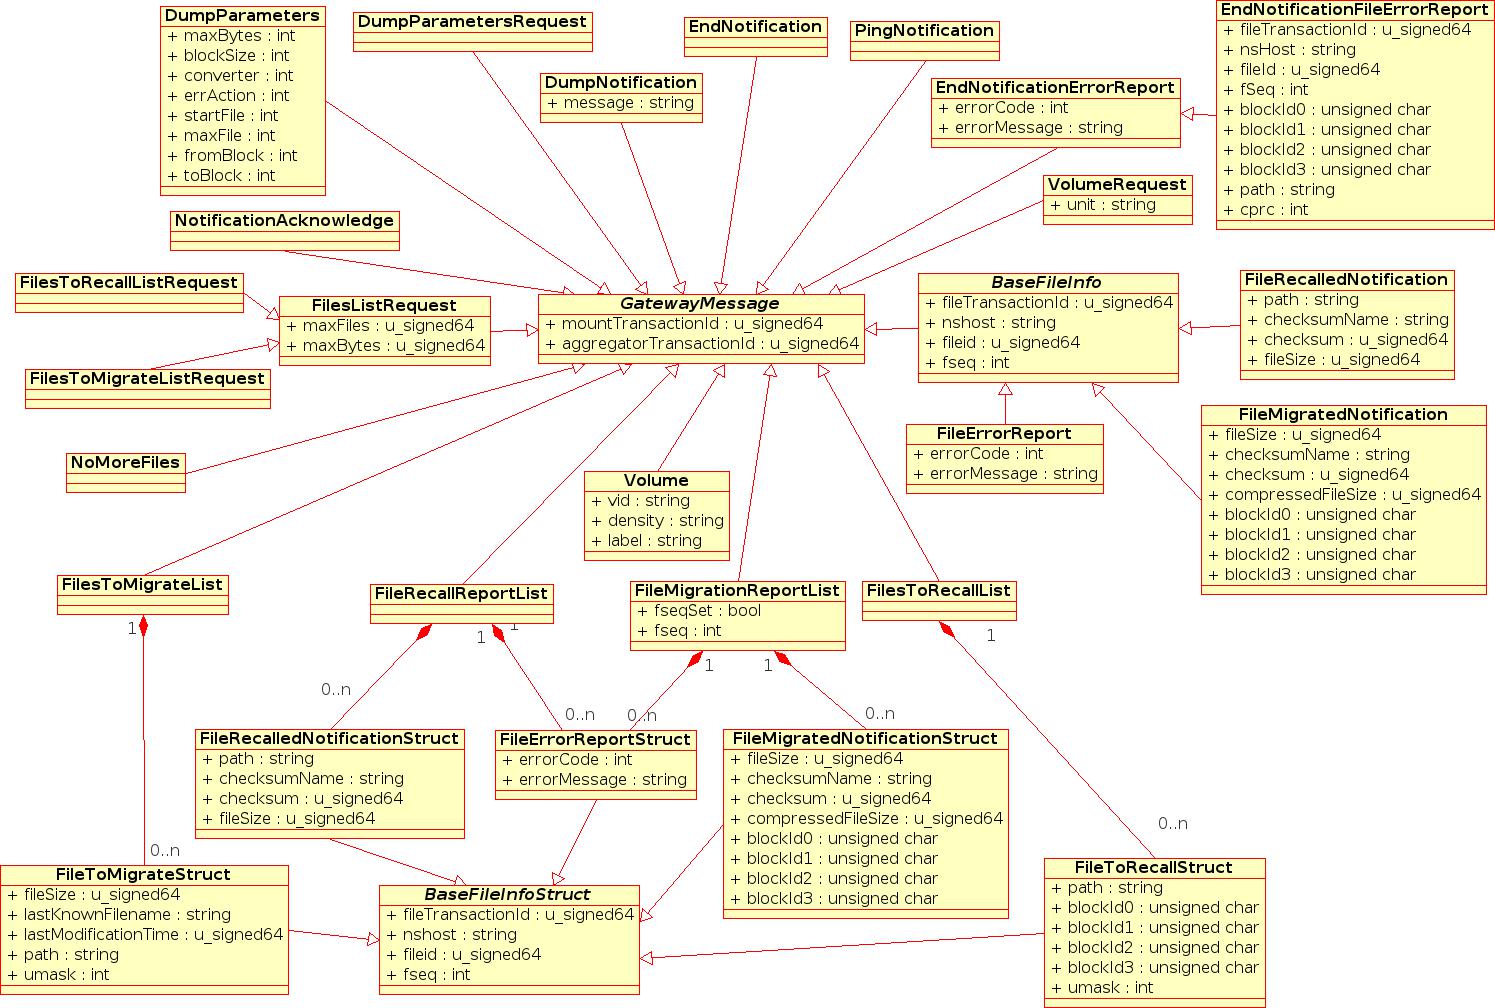 DumpParameters
+ maxBytes : int
+ blockSize : int
+ converter : int
+ errAction : int
+ startFile : int
+ maxFile : int
+ fromBlock : int
+ toBlock : int
DumpParametersRequest
DumpNotification
+ message : string
EndNotification
PingNotification
EndNotificationErrorReport
+ errorCode : int
+ errorMessage : string
EndNotificationFileErrorReport
+ fileTransactionId : u_signed64
+ nsHost : string
+ fileId : u_signed64
+ fSeq : int
+ blockId0 : unsigned char
+ blockId1 : unsigned char
+ blockId2 : unsigned char
+ blockId3 : unsigned char
+ path : string
+ cprc : int
VolumeRequest
+ unit : string
NotificationAcknowledge
FilesToRecallListRequest
FilesListRequest
+ maxFiles : u_signed64
+ maxBytes : u_signed64
FilesToMigrateListRequest
GatewayMessage
+ mountTransactionId : u_signed64
+ aggregatorTransactionId : u_signed64
BaseFileInfo
+ fileTransactionId : u_signed64
+ nshost : string
+ fileid : u_signed64
+ fseq : int
FileRecalledNotification
+ path : string
+ checksumName : string
+ checksum : u_signed64
+ fileSize : u_signed64
FileErrorReport
+ errorCode : int
+ errorMessage : string
FileMigratedNotification
+ fileSize : u_signed64
+ checksumName : string
+ checksum : u_signed64
+ compressedFileSize : u_signed64
+ blockId0 : unsigned char
+ blockId1 : unsigned char
+ blockId2 : unsigned char
+ blockId3 : unsigned char
NoMoreFiles
Volume
+ vid : string
+ density : string
+ label : string
FilesToMigrateList
FileRecallReportList
FileMigrationReportList
+ fseqSet : bool
+ fseq : int
FilesToRecallList
1
1
1
1
1
1
0..n
0..n
0..n
0..n
0..n
0..n
FileRecalledNotificationStruct
+ path : string
+ checksumName : string
+ checksum : u_signed64
+ fileSize : u_signed64
FileErrorReportStruct
+ errorCode : int
+ errorMessage : string
FileMigratedNotificationStruct
+ fileSize : u_signed64
+ checksumName : string
+ checksum : u_signed64
+ compressedFileSize : u_signed64
+ blockId0 : unsigned char
+ blockId1 : unsigned char
+ blockId2 : unsigned char
+ blockId3 : unsigned char
FileToMigrateStruct
+ fileSize : u_signed64
+ lastKnownFilename : string
+ lastModificationTime : u_signed64
+ path : string
+ umask : int
BaseFileInfoStruct
+ fileTransactionId : u_signed64
+ nshost : string
+ fileid : u_signed64
+ fseq : int
FileToRecallStruct
+ path : string
+ blockId0 : unsigned char
+ blockId1 : unsigned char
+ blockId2 : unsigned char
+ blockId3 : unsigned char
+ umask : int